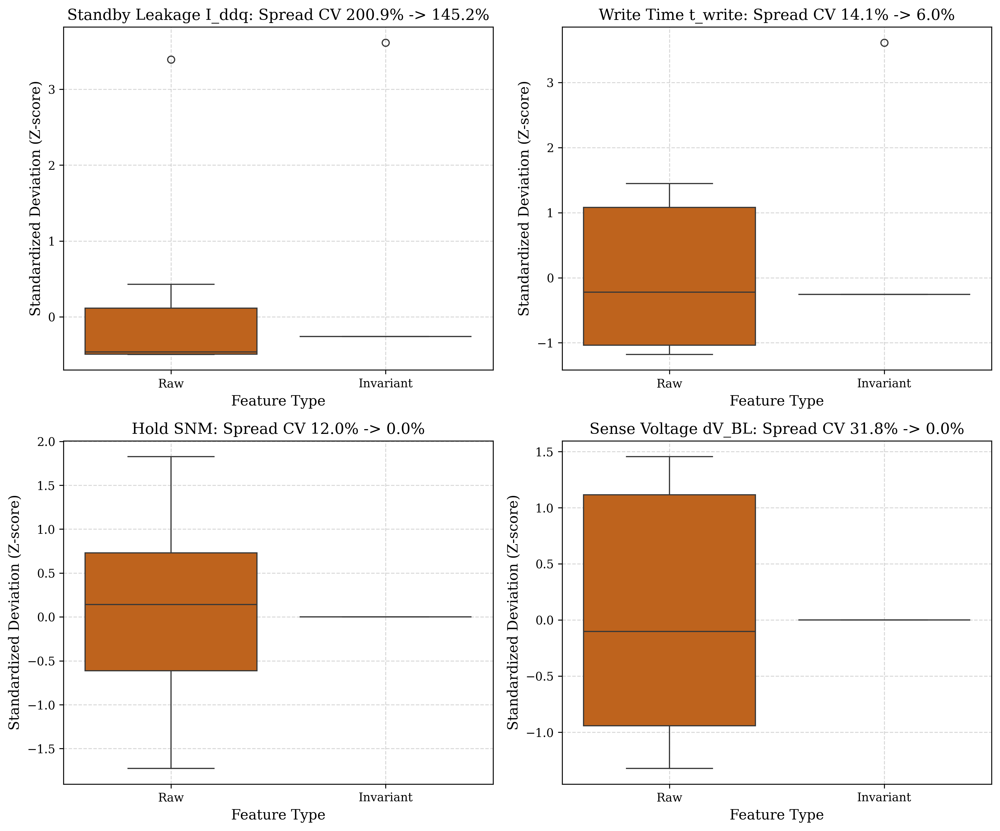 Standby Leakage I_ddq: Spread CV 200.9% -> 145.2%
Standardized Deviation (Z-score)
3
2
1
0
Raw
Invariant
Feature Type
Write Time t_write: Spread CV 14.1% -> 6.0%
Standardized Deviation (Z-score)
3
2
1
0
−1
Raw
Invariant
Feature Type
Hold SNM: Spread CV 12.0% -> 0.0%
Standardized Deviation (Z-score)
2.0
1.5
1.0
0.5
0.0
−0.5
−1.0
−1.5
Raw
Invariant
Feature Type
Sense Voltage dV_BL: Spread CV 31.8% -> 0.0%
Standardized Deviation (Z-score)
1.5
1.0
0.5
0.0
−0.5
−1.0
Raw
Invariant
Feature Type